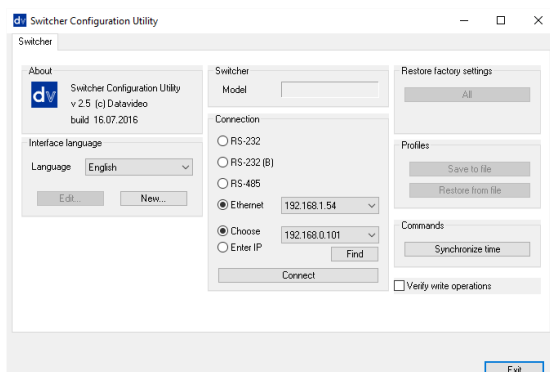 dv Switcher Configuration Utility
Switcher
About
dv
Switcher Configuration Utility
v 2.5 (c) Datavideo
build 16.07.2016
Interface language
Language English
Edit... New...
Switcher
Model
Connection
RS-232
RS-232 (B)
RS-485
Ethernet 192.168.1.54
Choose 192.168.0.101
Enter IP Find
Connect
Restore factory settings
All
Profiles
Save to file
Restore from file
Commands
Synchronize time
Verily write operations
Exit